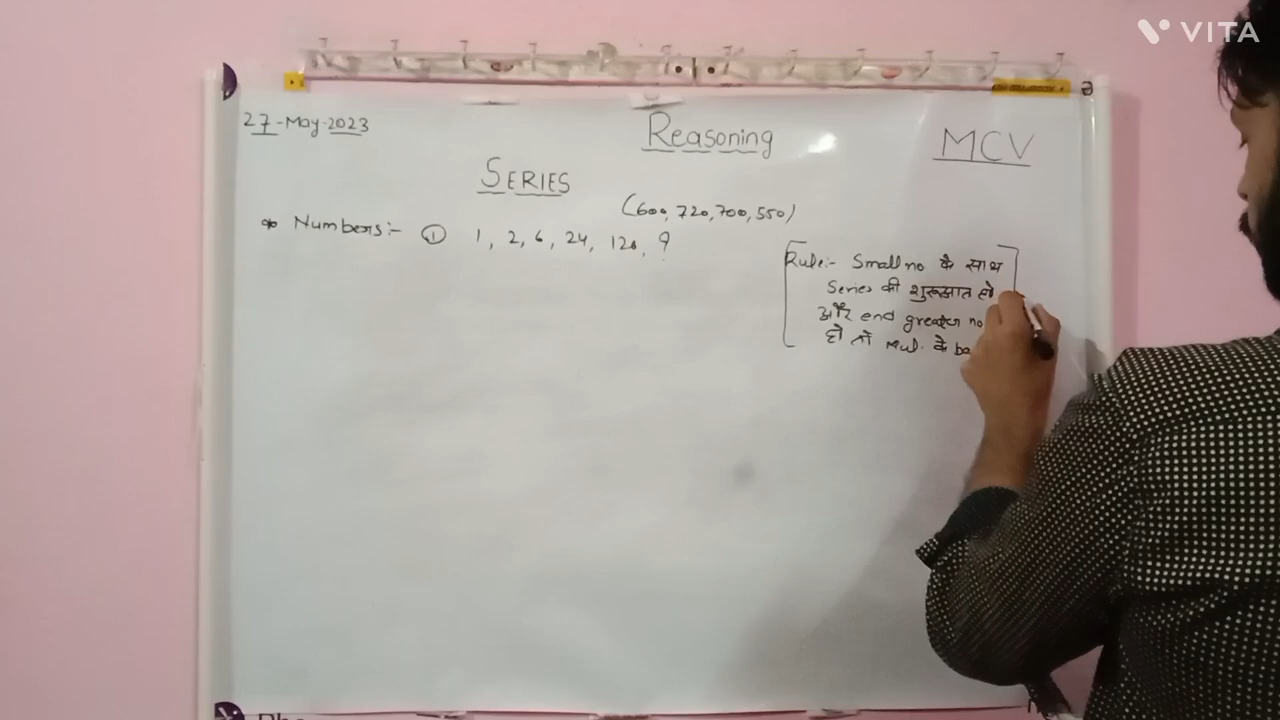 VITA
27-May-2023
Reasoning
MCV
SERIES
(600, 720, 700, 550)
* Numbers:- ① 1, 2, 6, 24, 120, ?
Rule:- Small no के साथ
Series की शुरूआत हो
और end greater no
हो तो Mul. के